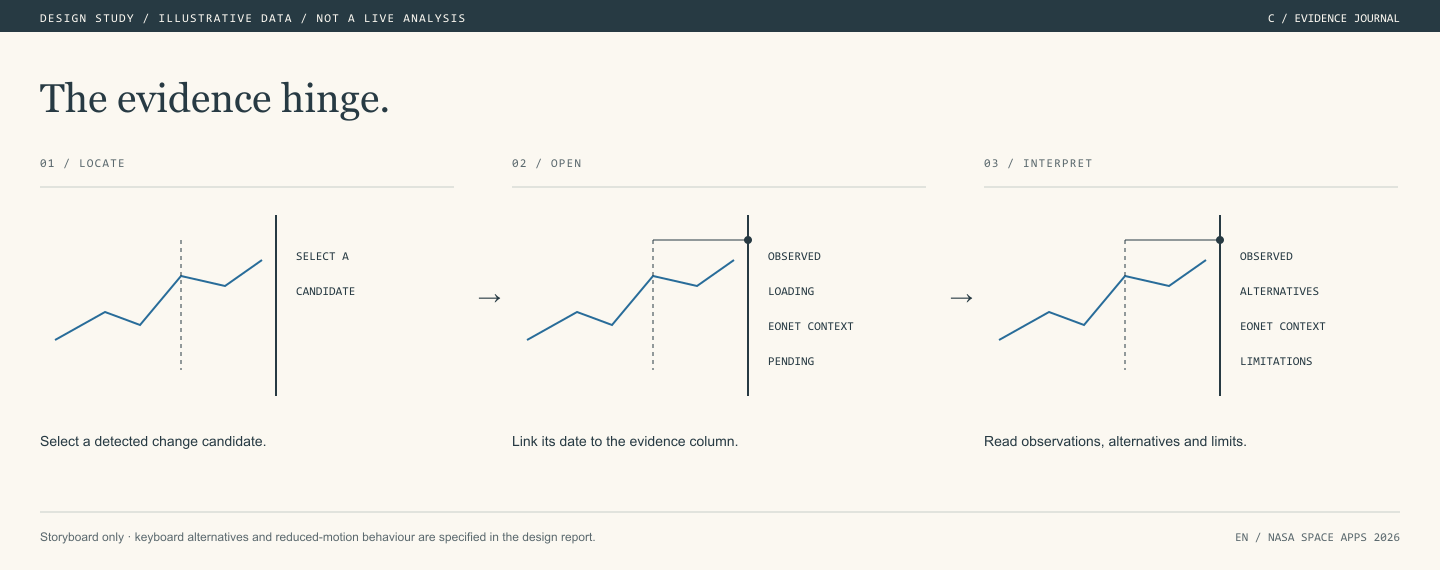 DESIGN STUDY / ILLUSTRATIVE DATA / NOT A LIVE ANALYSIS
C / EVIDENCE JOURNAL
The evidence hinge.
01 / LOCATE
SELECT A
CANDIDATE
Select a detected change candidate.
→
02 / OPEN
OBSERVED
LOADING
EONET CONTEXT
PENDING
Link its date to the evidence column.
→
03 / INTERPRET
OBSERVED
ALTERNATIVES
EONET CONTEXT
LIMITATIONS
Read observations, alternatives and limits.
Storyboard only · keyboard alternatives and reduced-motion behaviour are specified in the design report.
EN / NASA SPACE APPS 2026